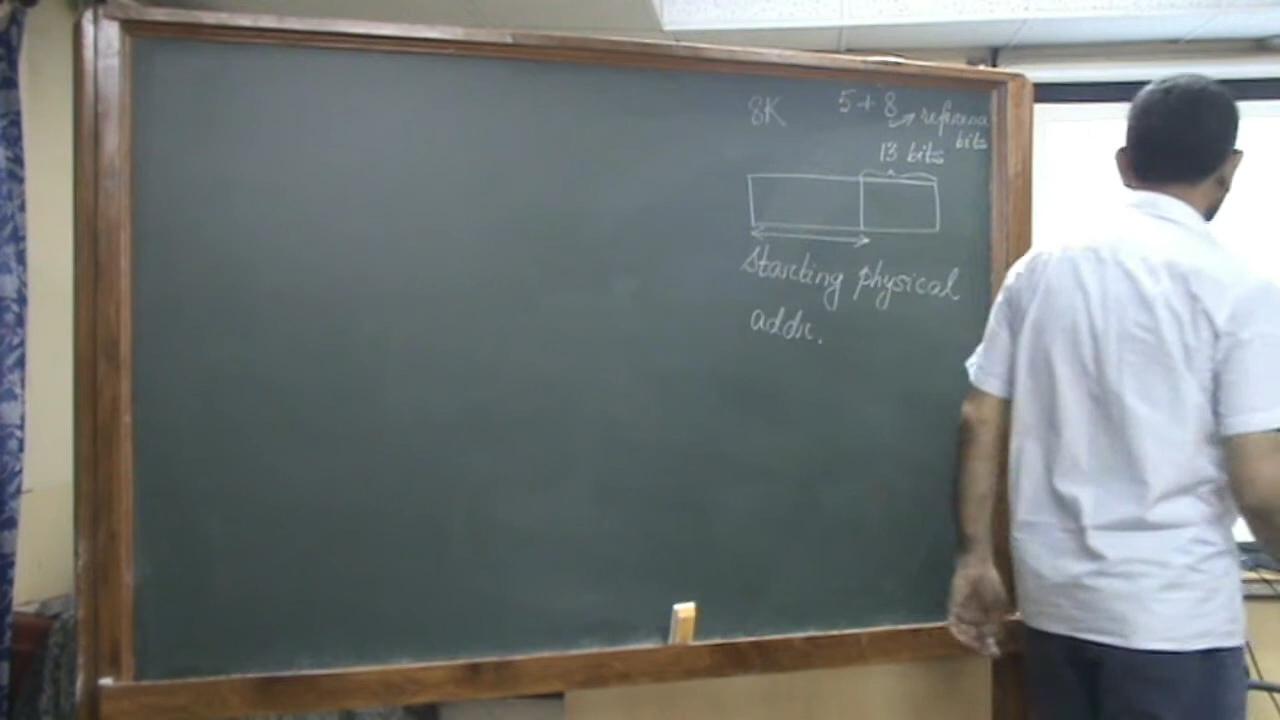 8K 5+8 → reference bits
13 bits
Starting physical
addr.